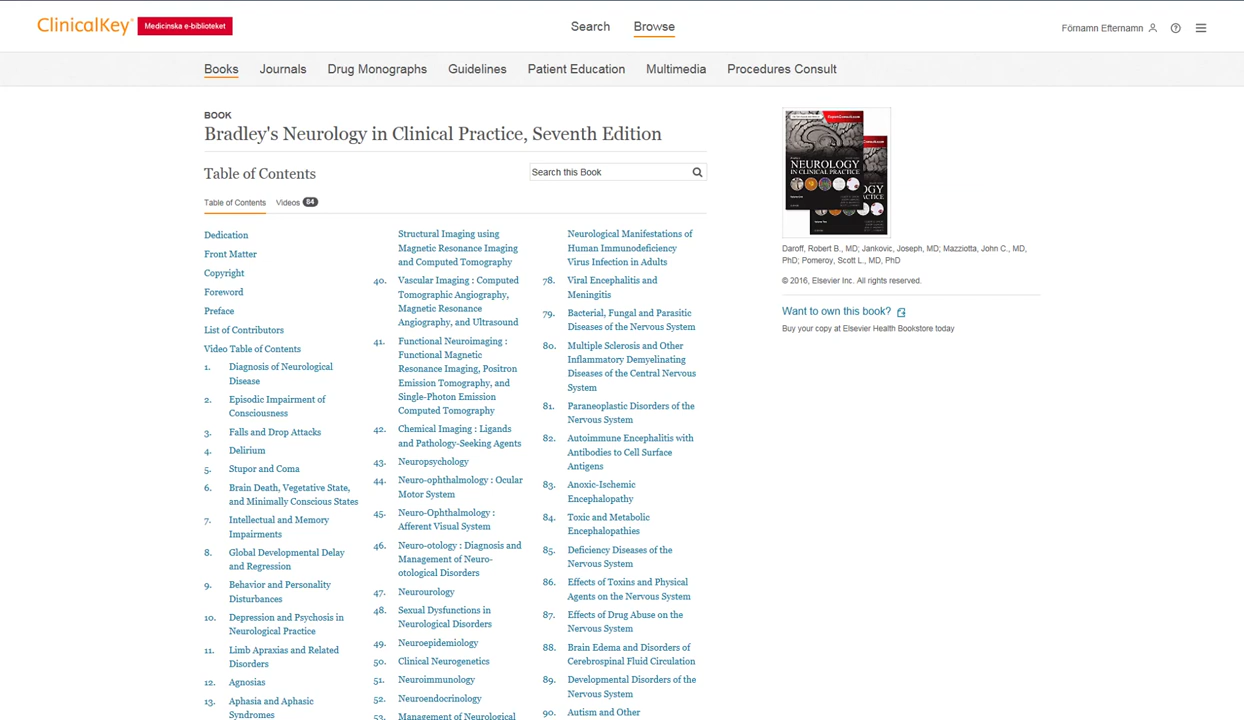 ClinicalKey®
Medicinska e-biblioteket
Search
Browse
Förnamn Efternamn
Books
Journals
Drug Monographs
Guidelines
Patient Education
Multimedia
Procedures Consult
BOOK
Bradley's Neurology in Clinical Practice, Seventh Edition
Table of Contents
Search this Book
Table of Contents
Videos 84
Dedication
Front Matter
Copyright
Foreword
Preface
List of Contributors
Video Table of Contents
1. Diagnosis of Neurological
Disease
2. Episodic Impairment of
Consciousness
3. Falls and Drop Attacks
4. Delirium
5. Stupor and Coma
6. Brain Death, Vegetative State,
and Minimally Conscious States
7. Intellectual and Memory
Impairments
8. Global Developmental Delay
and Regression
9. Behavior and Personality
Disturbances
10. Depression and Psychosis in
Neurological Practice
11. Limb Apraxias and Related
Disorders
12. Agnosias
13. Aphasia and Aphasic
Syndromes
Structural Imaging using
Magnetic Resonance Imaging
and Computed Tomography
40. Vascular Imaging : Computed
Tomographic Angiography,
Magnetic Resonance
Angiography, and Ultrasound
41. Functional Neuroimaging :
Functional Magnetic
Resonance Imaging, Positron
Emission Tomography, and
Single-Photon Emission
Computed Tomography
42. Chemical Imaging : Ligands
and Pathology-Seeking Agents
43. Neuropsychology
44. Neuro-ophthalmology : Ocular
Motor System
45. Neuro-Ophthalmology :
Afferent Visual System
46. Neuro-otology : Diagnosis and
Management of Neuro-
otological Disorders
47. Neurourology
48. Sexual Dysfunctions in
Neurological Disorders
49. Neuroepidemiology
50. Clinical Neurogenetics
51. Neuroimmunology
52. Neuroendocrinology
53. Management of Neurological
Neurological Manifestations of
Human Immunodeficiency
Virus Infection in Adults
78. Viral Encephalitis and
Meningitis
79. Bacterial, Fungal and Parasitic
Diseases of the Nervous System
80. Multiple Sclerosis and Other
Inflammatory Demyelinating
Diseases of the Central Nervous
System
81. Paraneoplastic Disorders of the
Nervous System
82. Autoimmune Encephalitis with
Antibodies to Cell Surface
Antigens
83. Anoxic-Ischemic
Encephalopathy
84. Toxic and Metabolic
Encephalopathies
85. Deficiency Diseases of the
Nervous System
86. Effects of Toxins and Physical
Agents on the Nervous System
87. Effects of Drug Abuse on the
Nervous System
88. Brain Edema and Disorders of
Cerebrospinal Fluid Circulation
89. Developmental Disorders of the
Nervous System
90. Autism and Other
NEUROLOGY
IN CLINICAL PRACTICE
Daroff, Robert B., MD; Jankovic, Joseph, MD; Mazziotta, John C., MD,
PhD; Pomeroy, Scott L., MD, PhD
© 2016, Elsevier Inc. All rights reserved.
Want to own this book?
Buy your copy at Elsevier Health Bookstore today